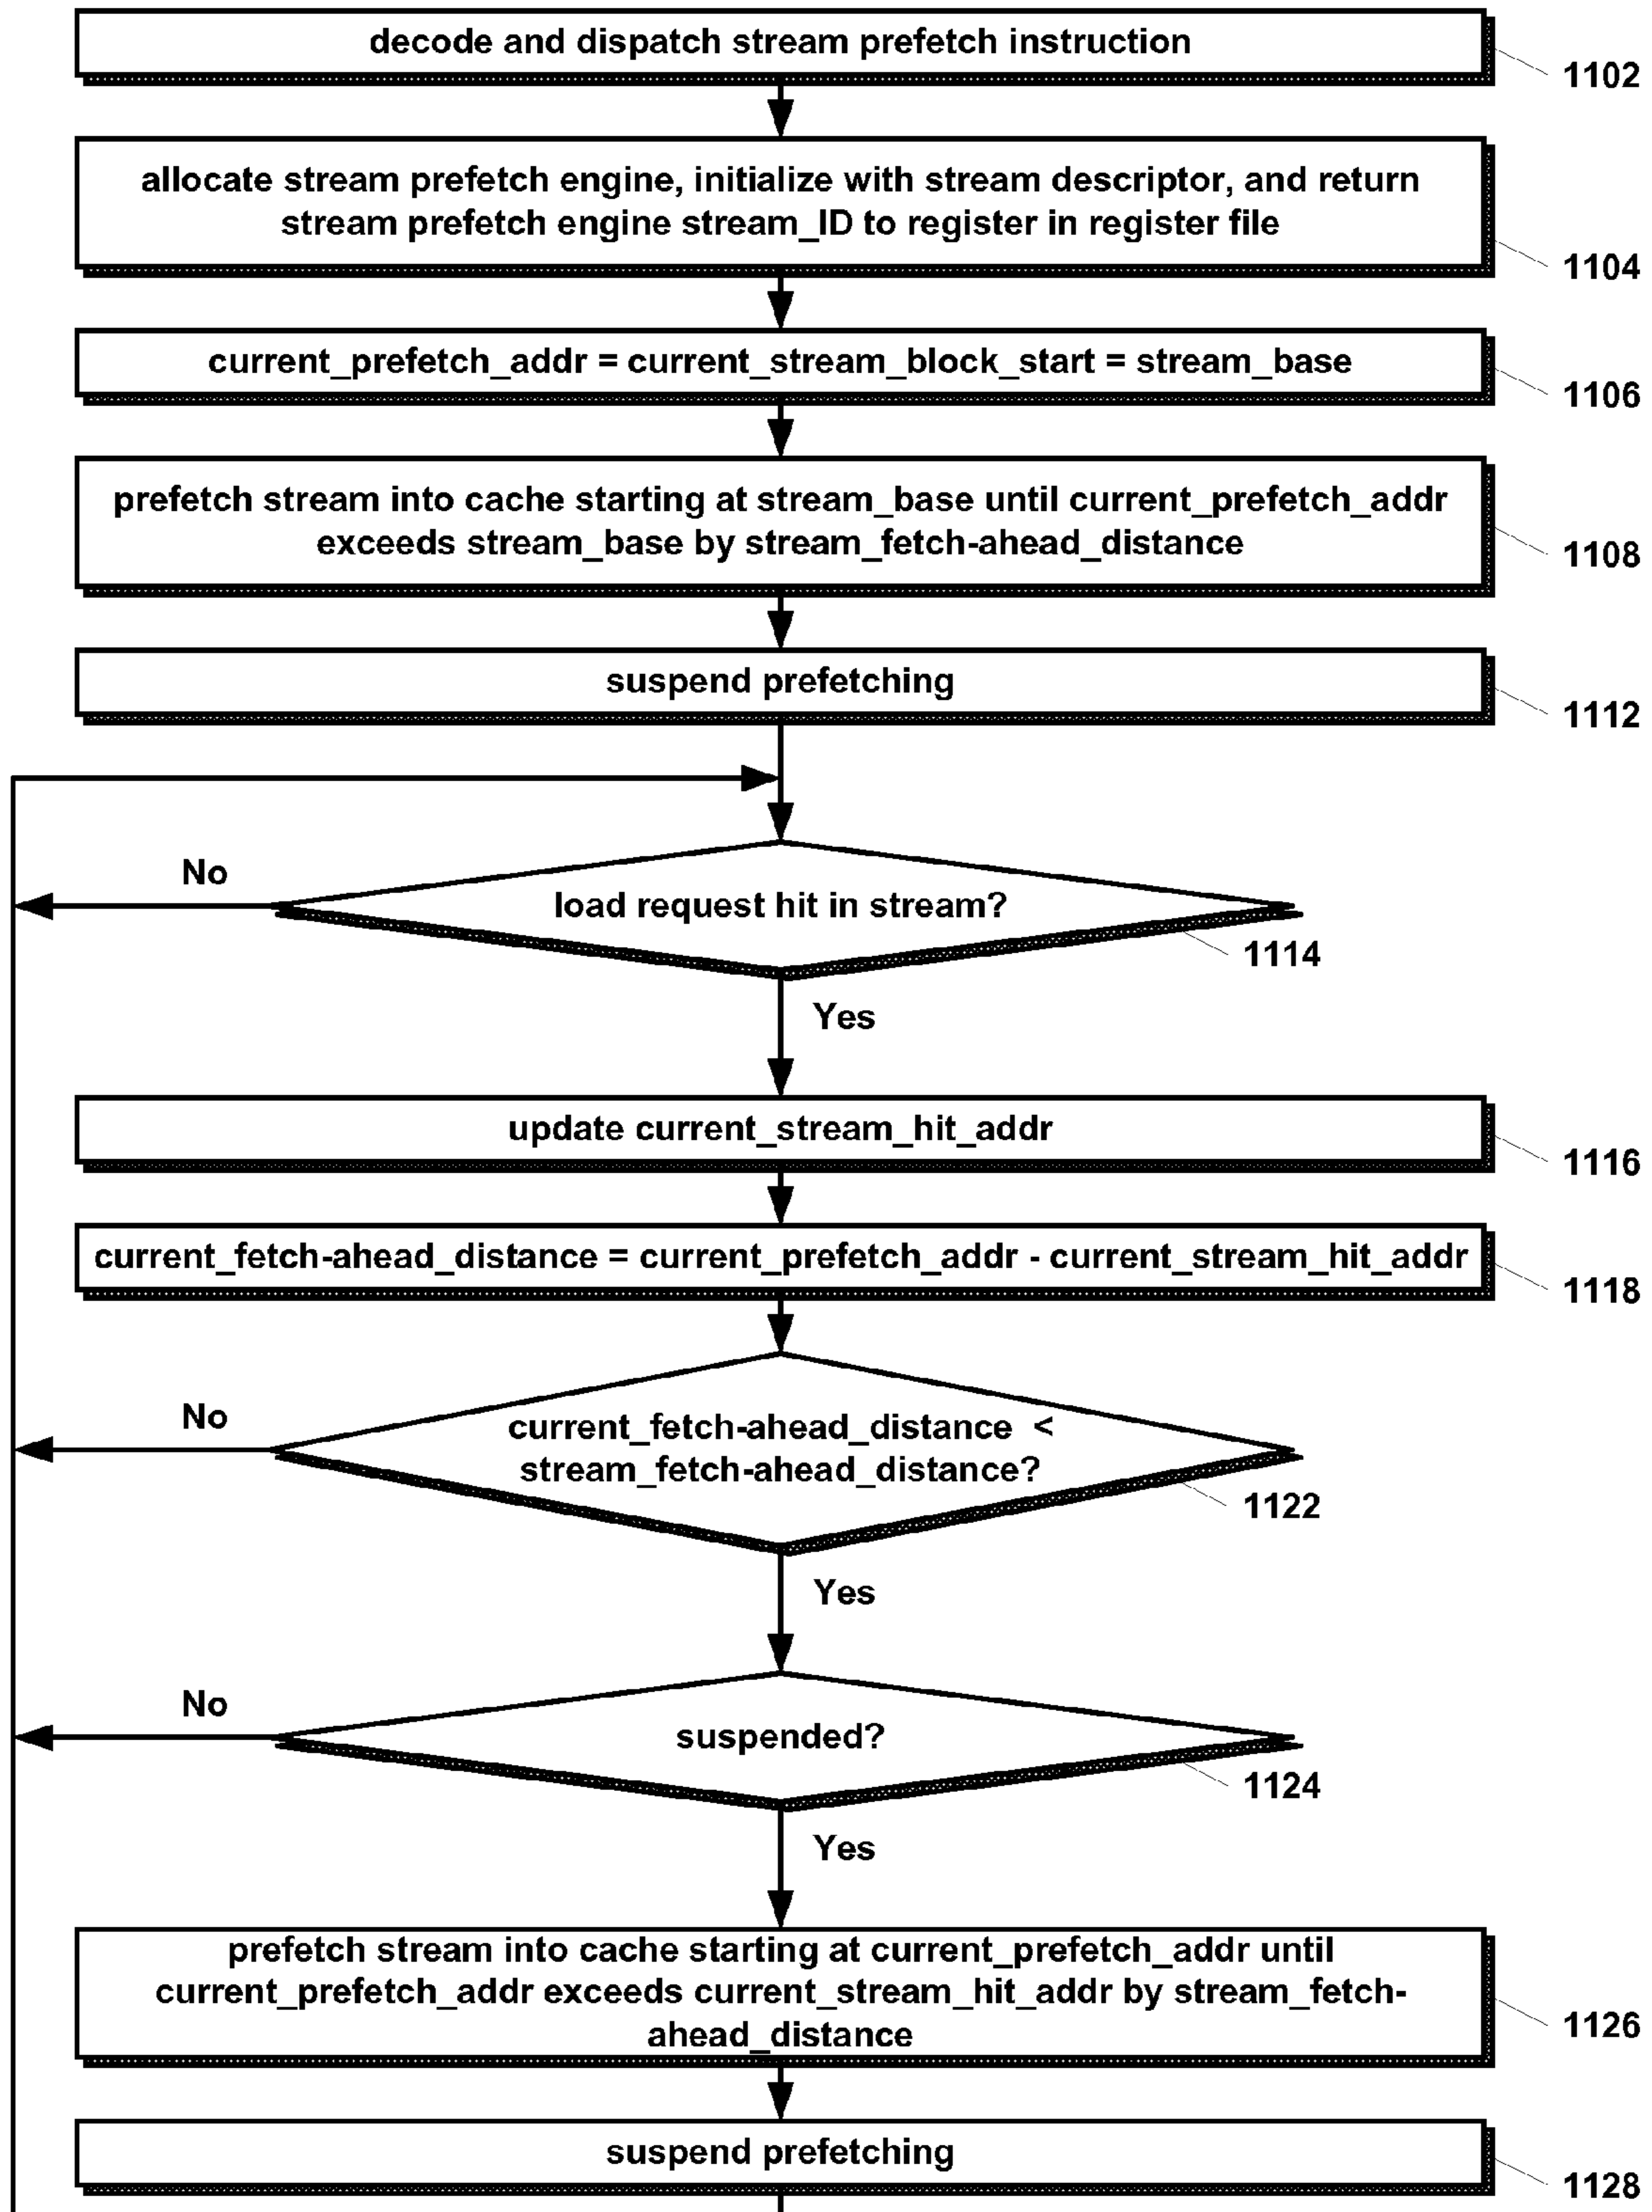 decode and dispatch stream prefetch instruction
1102
allocate stream prefetch engine, initialize with stream descriptor, and return
stream prefetch engine stream_ID to register in register file
1104
current_prefetch_addr = current_stream_block_start = stream_base
1106
prefetch stream into cache starting at stream_base until current_prefetch_addr
exceeds stream_base by stream_fetch-ahead_distance
1108
suspend prefetching
1112
No
load request hit in stream?
1114
Yes
update current_stream_hit_addr
1116
current_fetch-ahead_distance = current_prefetch_addr - current_stream_hit_addr
1118
No
current_fetch-ahead_distance <
stream_fetch-ahead_distance?
1122
Yes
No
suspended?
1124
Yes
prefetch stream into cache starting at current_prefetch_addr until
current_prefetch_addr exceeds current_stream_hit_addr by stream_fetch-
ahead_distance
1126
suspend prefetching
1128